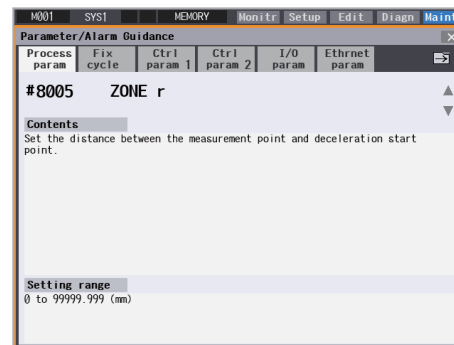 M001 SYS1 MEMORY Monitr Setup Edit Diagn Maint
Parameter/Alarm Guidance
Process param Fix cycle Ctrl param 1 Ctrl param 2 I/O param Ethrnet param
#8005 ZONE r
Contents
Set the distance between the measurement point and deceleration start
point.
Setting range
0 to 99999.999 (mm)